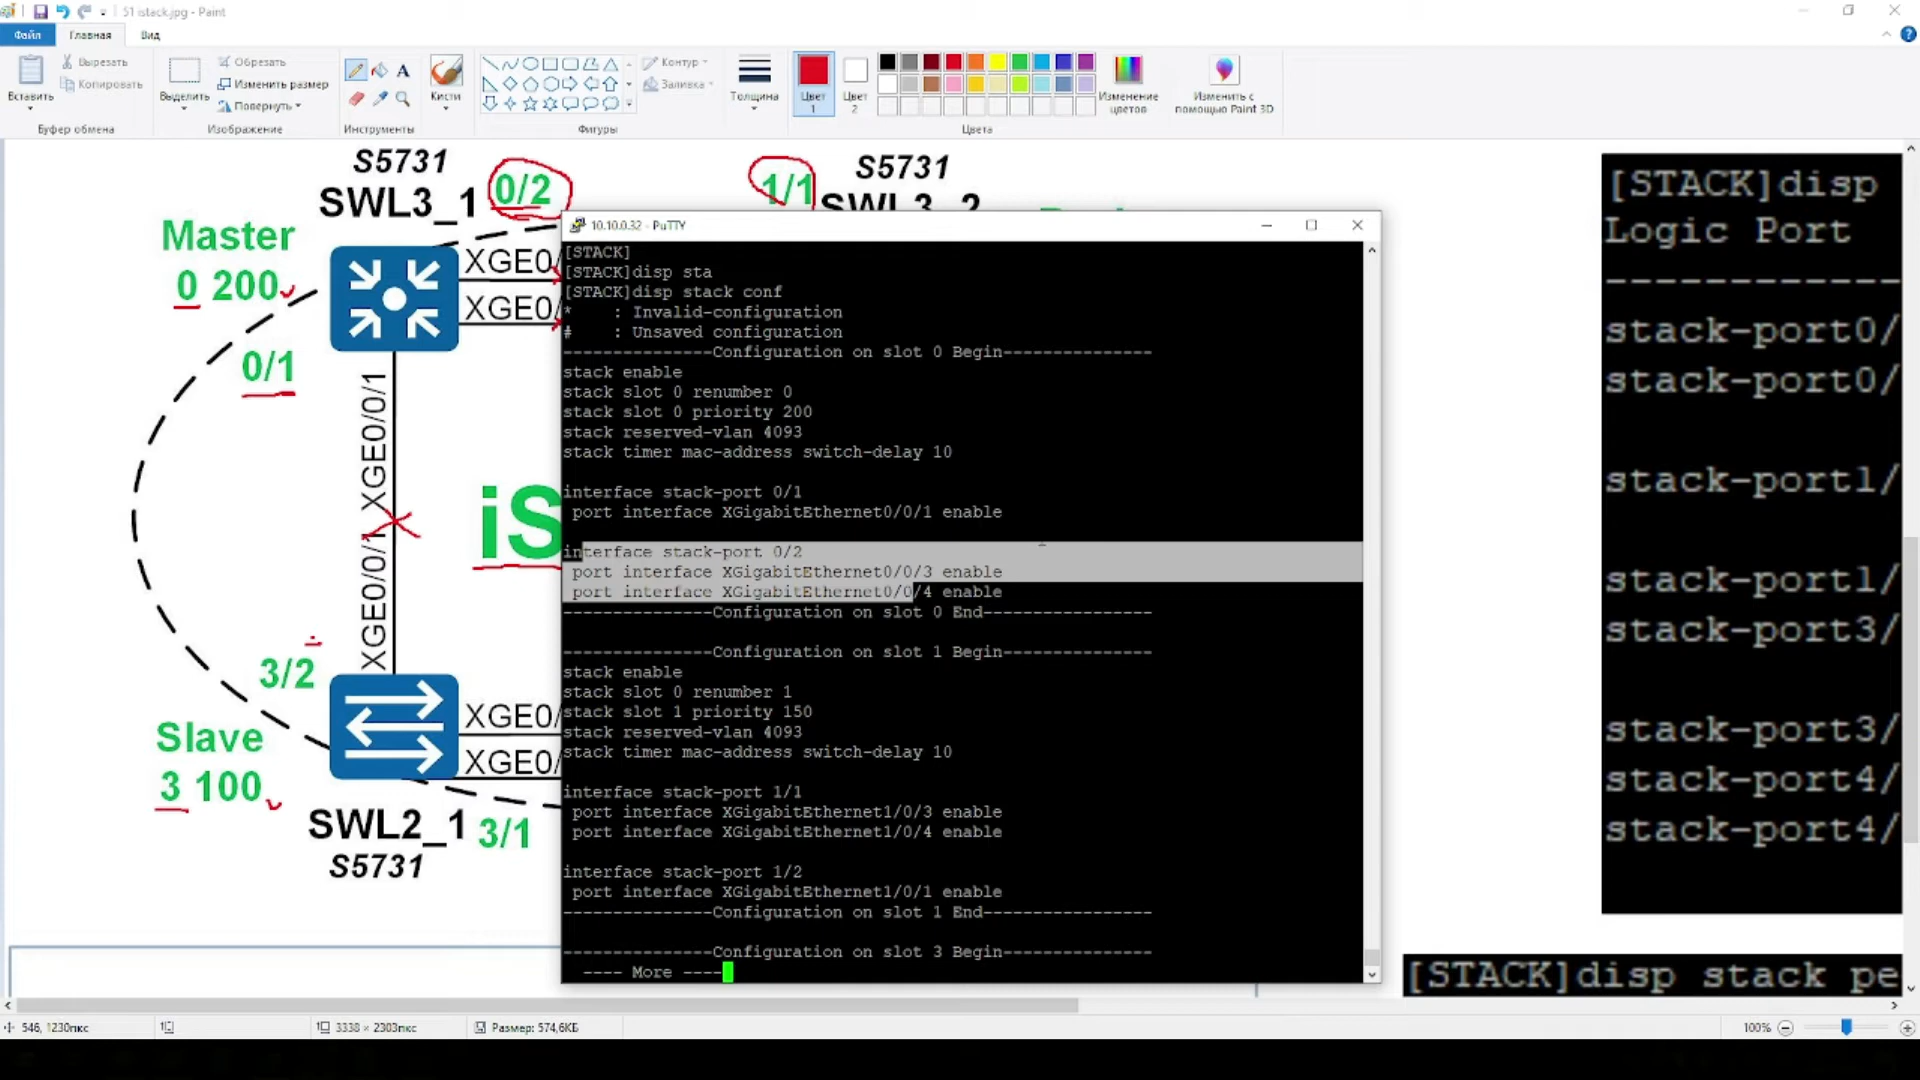 51 istack.jpg - Paint
Файл
Главная
Вид
Вставить
Вырезать
Копировать
Буфер обмена
Выделить
Обрезать
Изменить размер
Повернуть
Изображение
A
Инструменты
Кисти
Контур
Заливка
Фигуры
Толщина
Цвет 1
Цвет 2
Изменение цветов
Изменить с помощью Paint 3D
Цвета
S5731
SWL3_1
0/2
1/1
S5731
SWL3_2
Master
0 200
0/1
XGE0/
XGE0/
XGE0/0/1
XGE0/0/1
iS
3/2
Slave
3 100
XGE0/
XGE0/
SWL2_1
3/1
S5731
10.10.0.32 - PuTTY
[STACK]
[STACK]disp sta
[STACK]disp stack conf
* : Invalid-configuration
# : Unsaved configuration
---------------Configuration on slot 0 Begin---------------
stack enable
stack slot 0 renumber 0
stack slot 0 priority 200
stack reserved-vlan 4093
stack timer mac-address switch-delay 10
interface stack-port 0/1
port interface XGigabitEthernet0/0/1 enable
interface stack-port 0/2
port interface XGigabitEthernet0/0/3 enable
port interface XGigabitEthernet0/0/4 enable
---------------Configuration on slot 0 End-----------------
---------------Configuration on slot 1 Begin---------------
stack enable
stack slot 0 renumber 1
stack slot 1 priority 150
stack reserved-vlan 4093
stack timer mac-address switch-delay 10
interface stack-port 1/1
port interface XGigabitEthernet1/0/3 enable
port interface XGigabitEthernet1/0/4 enable
interface stack-port 1/2
port interface XGigabitEthernet1/0/1 enable
---------------Configuration on slot 1 End-----------------
---------------Configuration on slot 3 Begin---------------
---- More ----
[STACK]disp
Logic Port
stack-port0/
stack-port0/
stack-port1/
stack-port1/
stack-port3/
stack-port3/
stack-port4/
stack-port4/
[STACK]disp stack pe
546, 1230пкс
3338 × 2303пкс
Размер: 574,6КБ
100%